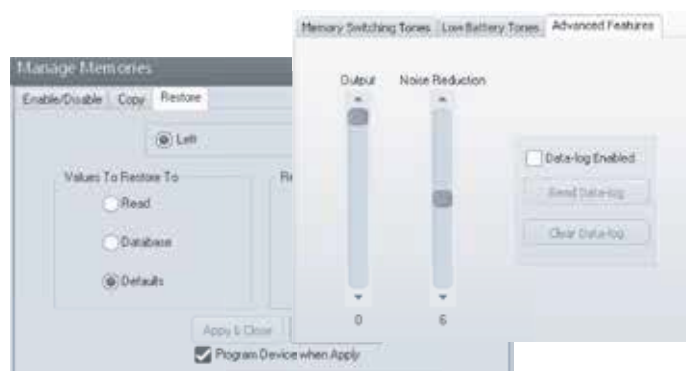 Memory Switching Tones Low Battery Tones Advanced Features
Output Noise Reduction
Data-log Enabled
Read Data-log
Clear Data-log
0 6
Manage Memories
Enable/Disable Copy Restore
Left
Values To Restore To
Read
Database
Defaults
Apply & Close
Program Device when Apply